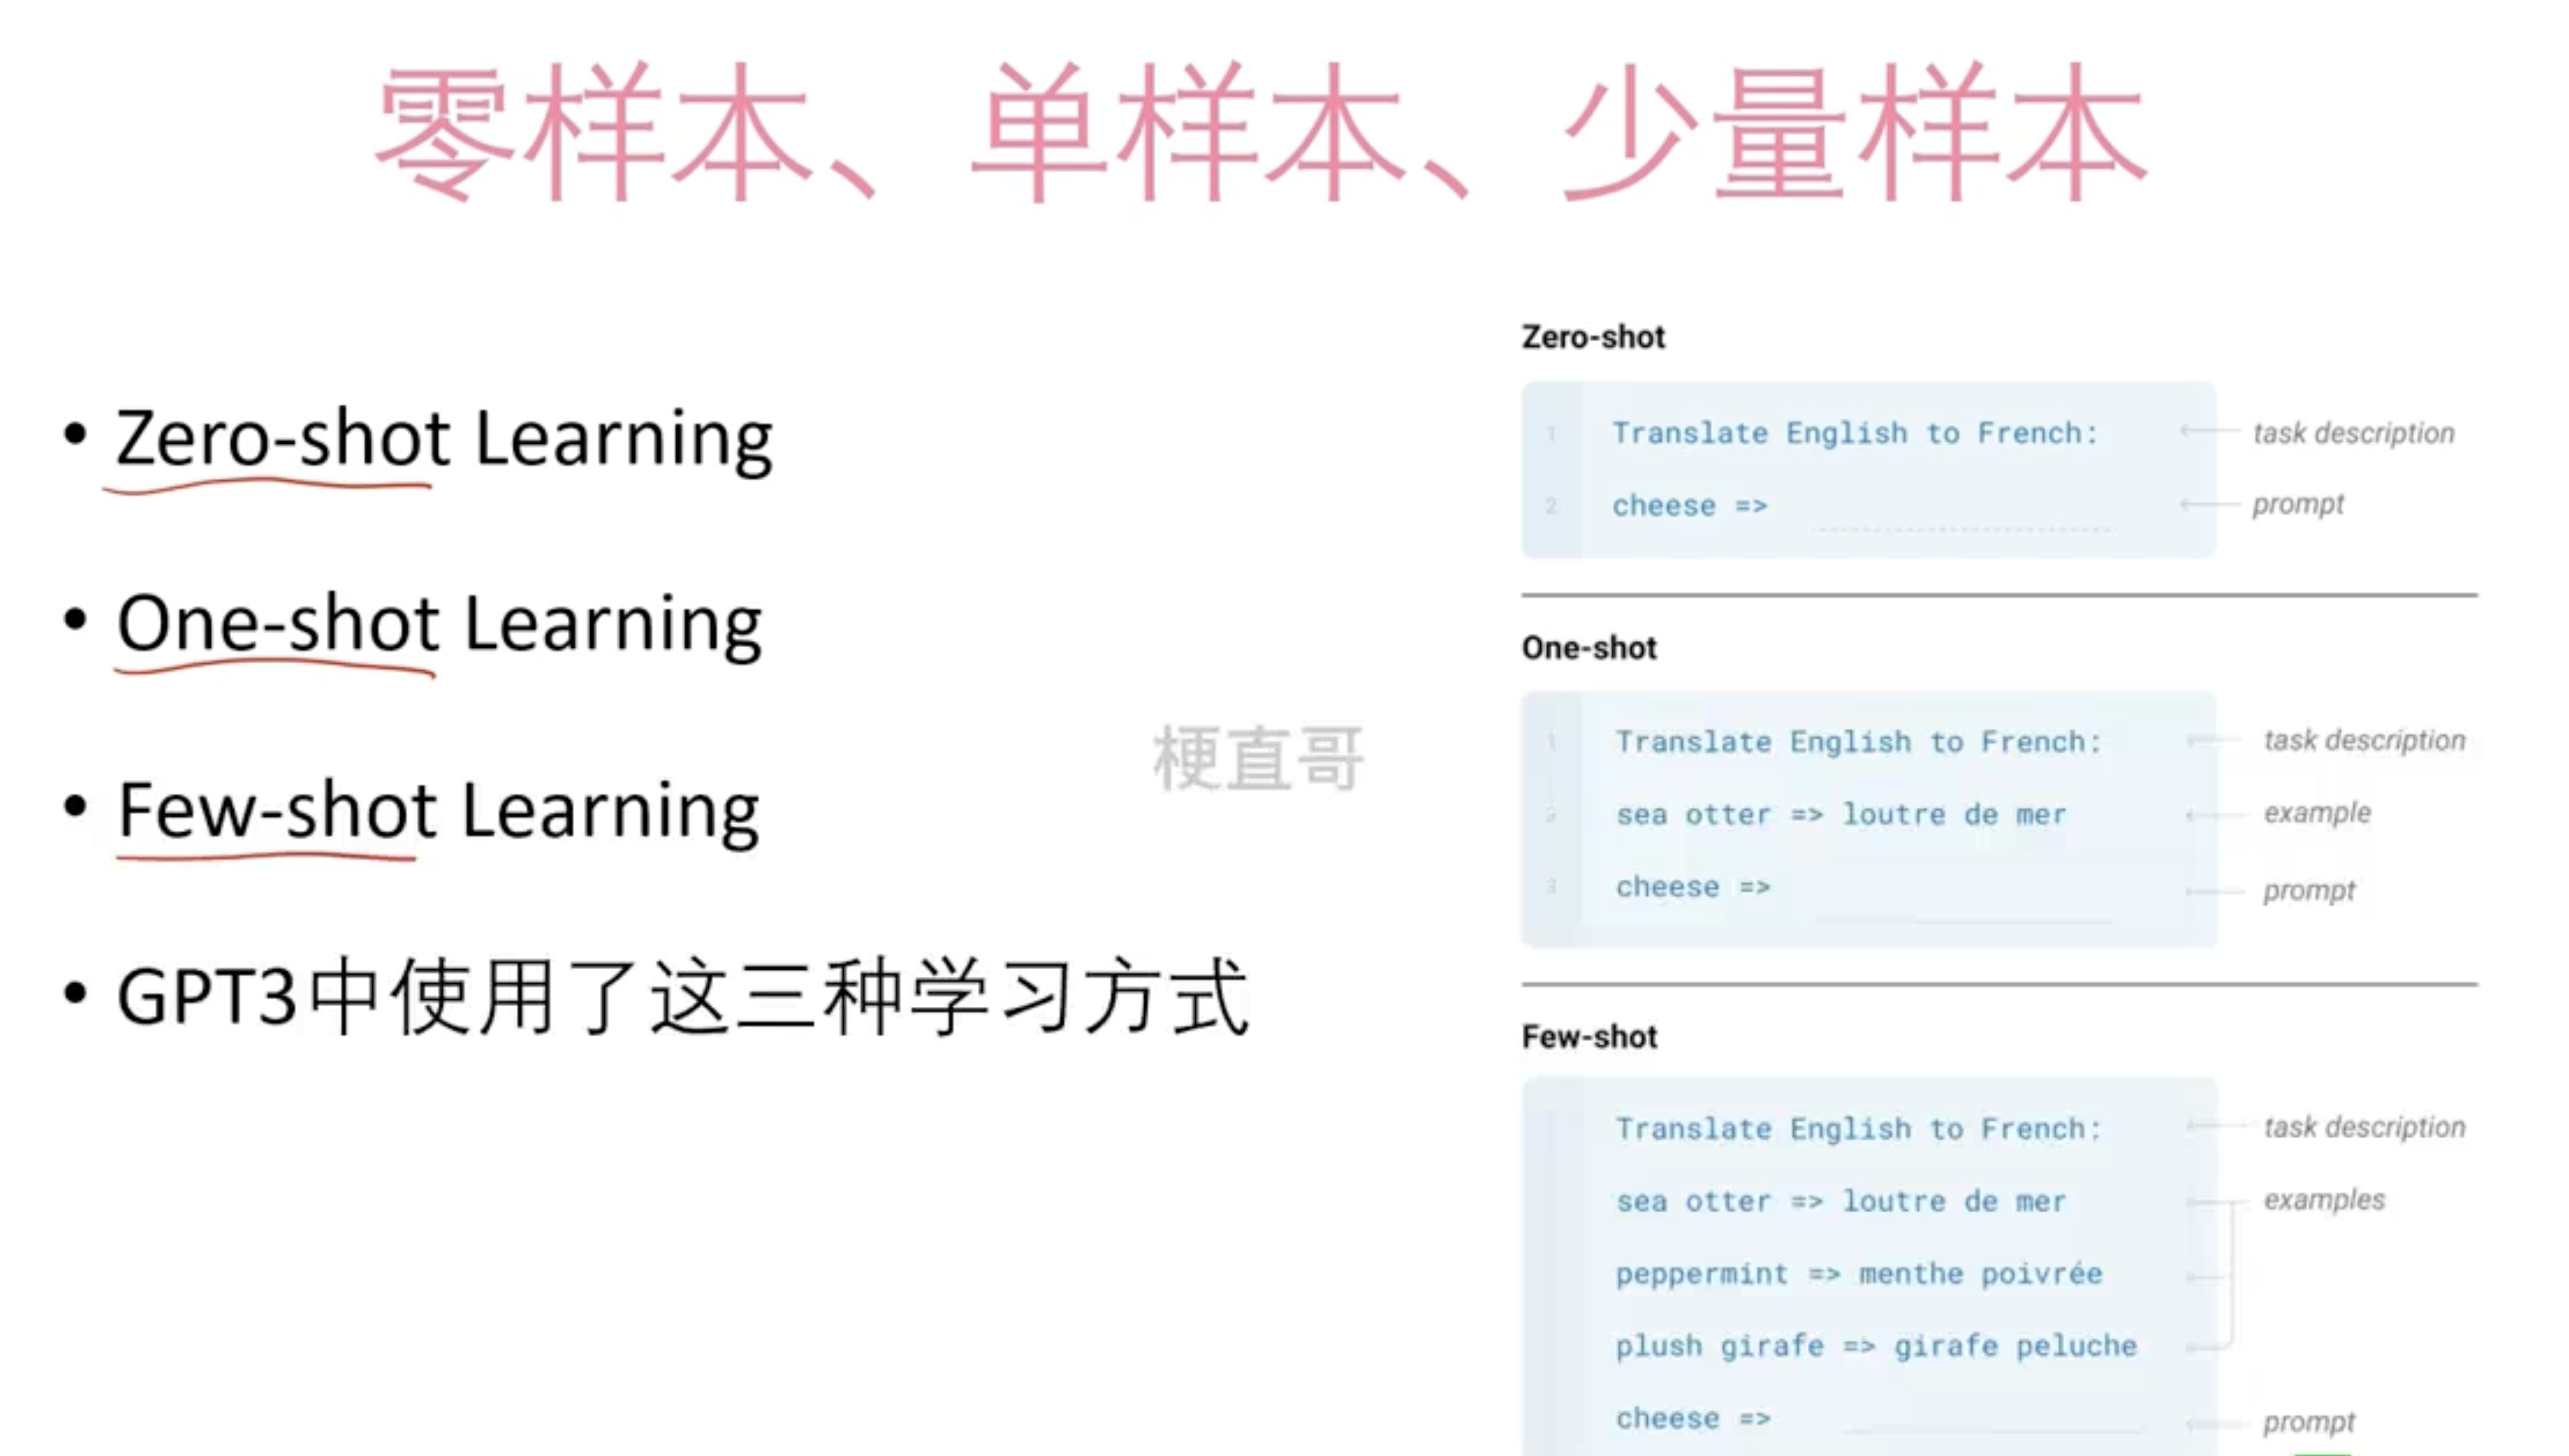 零样本、单样本、少量样本
• Zero-shot Learning
• One-shot Learning
• Few-shot Learning
• GPT3中使用了这三种学习方式
梗直哥
Zero-shot
1 Translate English to French: task description
2 cheese => prompt
One-shot
1 Translate English to French: task description
2 sea otter => loutre de mer example
3 cheese => prompt
Few-shot
Translate English to French: task description
sea otter => loutre de mer examples
peppermint => menthe poivrée
plush girafe => girafe peluche
cheese => prompt